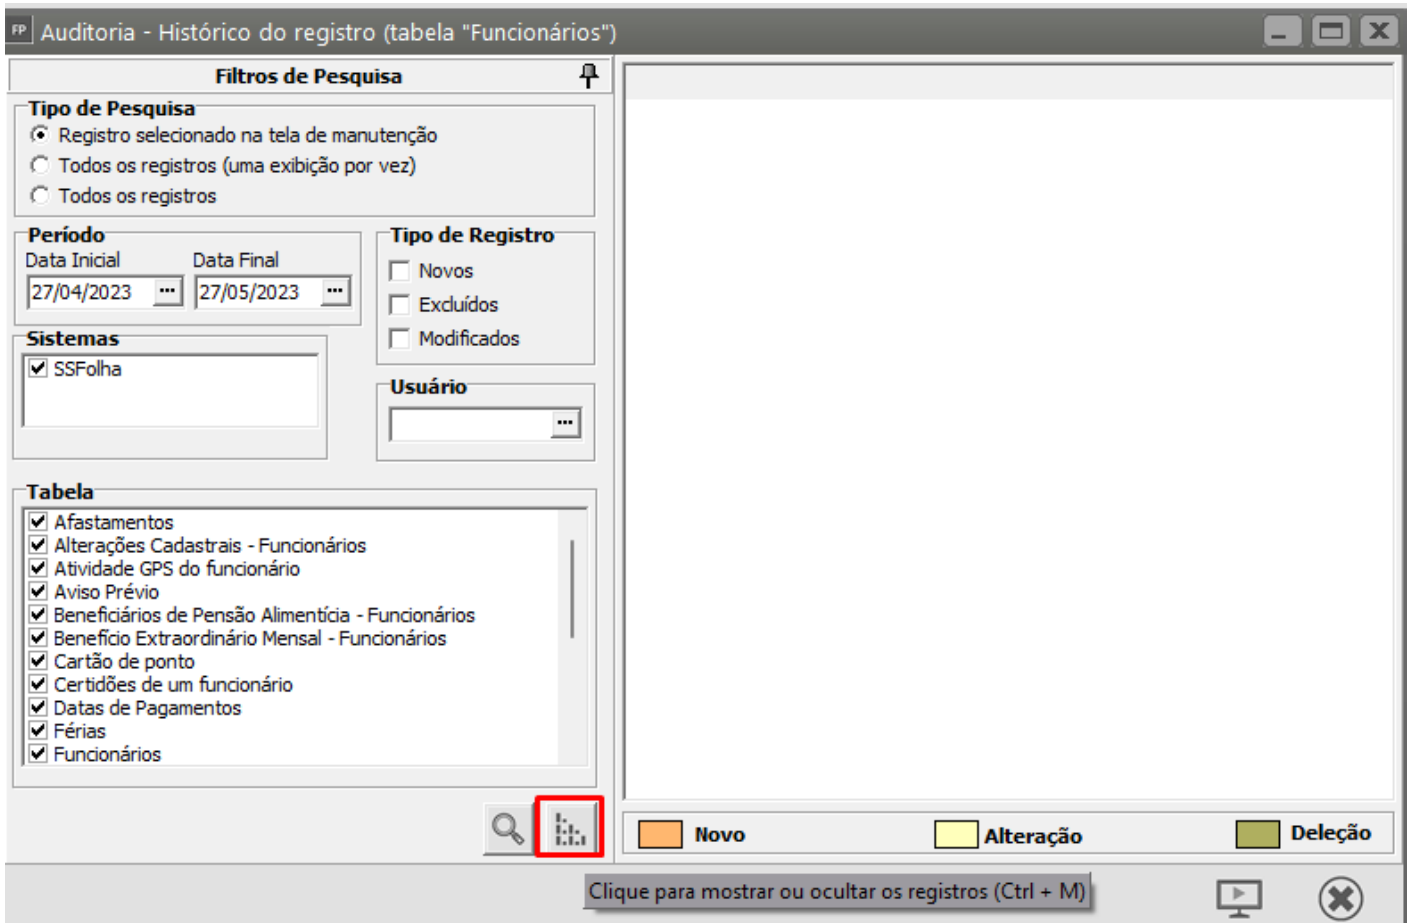 FP Auditoria - Histórico do registro (tabela "Funcionários")
Filtros de Pesquisa
Tipo de Pesquisa
Registro selecionado na tela de manutenção
Todos os registros (uma exibição por vez)
Todos os registros
Período
Data Inicial
Data Final
27/04/2023 ...
27/05/2023 ...
Tipo de Registro
Novos
Excluídos
Modificados
Sistemas
SSFolha
Usuário
...
Tabela
Afastamentos
Alterações Cadastrais - Funcionários
Atividade GPS do funcionário
Aviso Prévio
Beneficiários de Pensão Alimentícia - Funcionários
Benefício Extraordinário Mensal - Funcionários
Cartão de ponto
Certidões de um funcionário
Datas de Pagamentos
Férias
Funcionários
Novo
Alteração
Deleção
Clique para mostrar ou ocultar os registros (Ctrl + M)